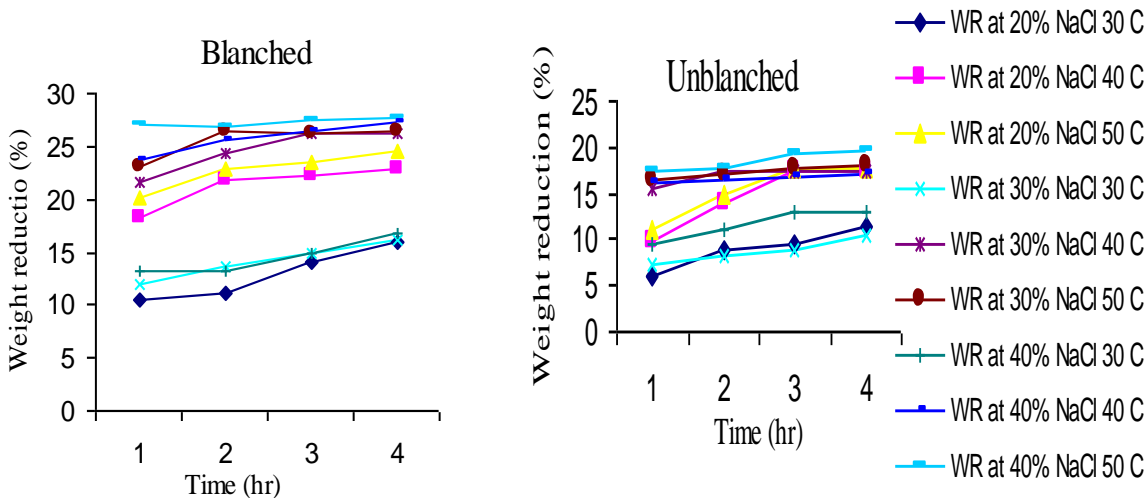 Blanched
Weight reductio (%)
30
25
20
15
10
5
0
1 2 3 4
Time (hr)
Unblanched
Weight reduction (%)
25
20
15
10
5
0
1 2 3 4
Time (hr)
WR at 20% NaCl 30 C
WR at 20% NaCl 40 C
WR at 20% NaCl 50 C
WR at 30% NaCl 30 C
WR at 30% NaCl 40 C
WR at 30% NaCl 50 C
WR at 40% NaCl 30 C
WR at 40% NaCl 40 C
WR at 40% NaCl 50 C